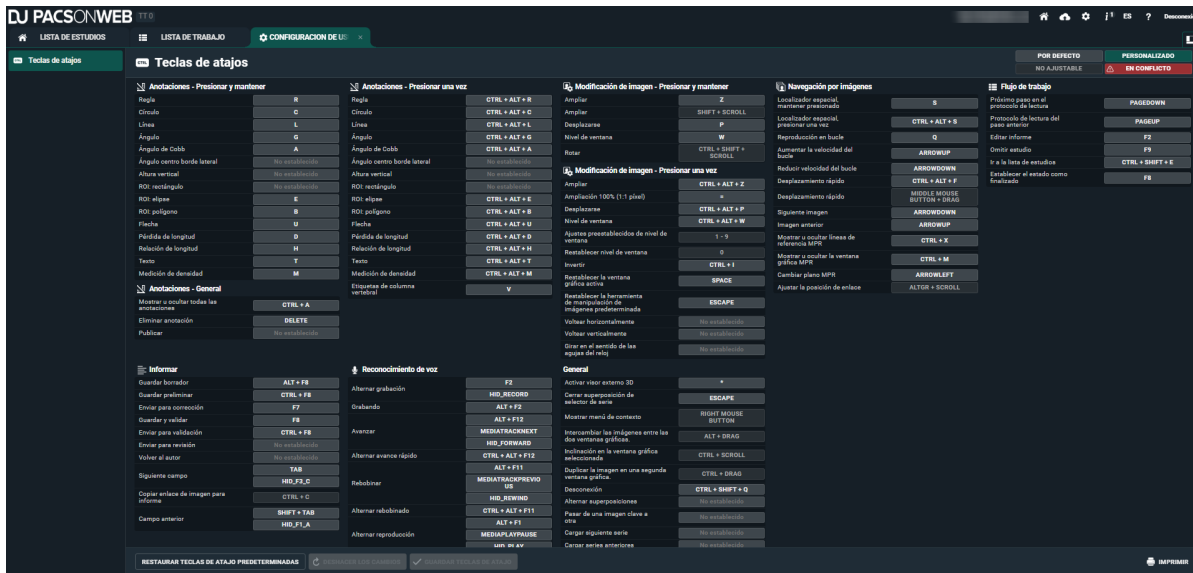 DJ PACSONWEB TT0
ES ? Desconexi
LISTA DE ESTUDIOS
LISTA DE TRABAJO
CONFIGURACION DE US ×
Teclas de atajos
Teclas de atajos
POR DEFECTO
PERSONALIZADO
NO AJUSTABLE
EN CONFLICTO
Anotaciones - Presionar y mantener
Regla R
Círculo C
Línea L
Ángulo G
Ángulo de Cobb A
Ángulo centro borde lateral No establecido
Altura vertical No establecido
ROI: rectángulo No establecido
ROI: elipse E
ROI: polígono B
Flecha U
Pérdida de longitud D
Relación de longitud H
Texto T
Medición de densidad M
Anotaciones - General
Mostrar u ocultar todas las
anotaciones CTRL + A
Eliminar anotación DELETE
Publicar No establecido
Anotaciones - Presionar una vez
Regla CTRL + ALT + R
Círculo CTRL + ALT + C
Línea CTRL + ALT + L
Ángulo CTRL + ALT + G
Ángulo de Cobb CTRL + ALT + A
Ángulo centro borde lateral No establecido
Altura vertical No establecido
ROI: rectángulo No establecido
ROI: elipse CTRL + ALT + E
ROI: polígono CTRL + ALT + B
Flecha CTRL + ALT + U
Pérdida de longitud CTRL + ALT + D
Relación de longitud CTRL + ALT + H
Texto CTRL + ALT + T
Medición de densidad CTRL + ALT + M
Etiquetas de columna
vertebral V
Modificación de imagen - Presionar y mantener
Ampliar Z
Ampliar SHIFT + SCROLL
Desplazarse P
Nivel de ventana W
Rotar CTRL + SHIFT +
SCROLL
Modificación de imagen - Presionar una vez
Ampliar CTRL + ALT + Z
Ampliación 100% (1:1 píxel) =
Desplazarse CTRL + ALT + P
Nivel de ventana CTRL + ALT + W
Ajustes preestablecidos de nivel de
ventana 1 - 9
Restablecer nivel de ventana 0
Invertir CTRL + I
Restablecer la ventana
gráfica activa SPACE
Restablecer la herramienta
de manipulación de
imágenes predeterminada ESCAPE
Voltear horizontalmente No establecido
Voltear verticalmente No establecido
Girar en el sentido de las
agujas del reloj No establecido
Navegación por imágenes
Localizador espacial,
mantener presionado S
Localizador espacial,
presionar una vez CTRL + ALT + S
Reproducción en bucle Q
Aumentar la velocidad del
bucle ARROWUP
Reducir velocidad del bucle ARROWDOWN
Desplazamiento rápido CTRL + ALT + F
Desplazamiento rápido MIDDLE MOUSE
BUTTON + DRAG
Siguiente imagen ARROWDOWN
Imagen anterior ARROWUP
Mostrar u ocultar línea de
referencia MPR CTRL + X
Mostrar u ocultar la ventana
gráfica MPR CTRL + M
Cambiar plano MPR ARROWLEFT
Ajustar la posición de enlace ALTGR + SCROLL
Flujo de trabajo
Próximo paso en el
protocolo de lectura PAGEDOWN
Protocolo de lectura del
paso anterior PAGEUP
Editar informe F2
Omitir estudio F9
Ir a la lista de estudios CTRL + SHIFT + E
Establecer el estado como
finalizado F8
Informar
Guardar borrador ALT + F8
Guardar preliminar CTRL + F8
Enviar para corrección F7
Guardar y validar F8
Enviar para validación CTRL + F8
Enviar para revisión No establecido
Volver al autor No establecido
Siguiente campo TAB
HID_F3_C
Copiar enlace de imagen para
informe CTRL + C
Campo anterior SHIFT + TAB
HID_F1_A
Reconocimiento de voz
Alternar grabación F2
HID_RECORD
Grabando ALT + F2
Avanzar ALT + F12
MEDIATRACKNEXT
HID_FORWARD
Alternar avance rápido CTRL + ALT + F12
Rebobinar ALT + F11
MEDIATRACKPREVIO
US
HID_REWIND
Alternar rebobinado CTRL + ALT + F11
Alternar reproducción ALT + F1
MEDIAPLAYPAUSE
HID_PLAY
General
Activar visor externo 3D *
Cerrar superposición de
selector de serie ESCAPE
Mostrar menú de contexto RIGHT MOUSE
BUTTON
Intercambiar las imágenes entre las
dos ventanas gráficas. ALT + DRAG
Inclinación en la ventana gráfica
seleccionada CTRL + SCROLL
Duplicar la imagen en una segunda
ventana gráfica. CTRL + DRAG
Desconexión CTRL + SHIFT + Q
Alternar superposiciones No establecido
Pasar de una imagen clave a
otra No establecido
Cargar siguiente serie No establecido
Cargar series anteriores
RESTAURAR TECLAS DE ATAJO PREDETERMINADAS
IMPRIMIR